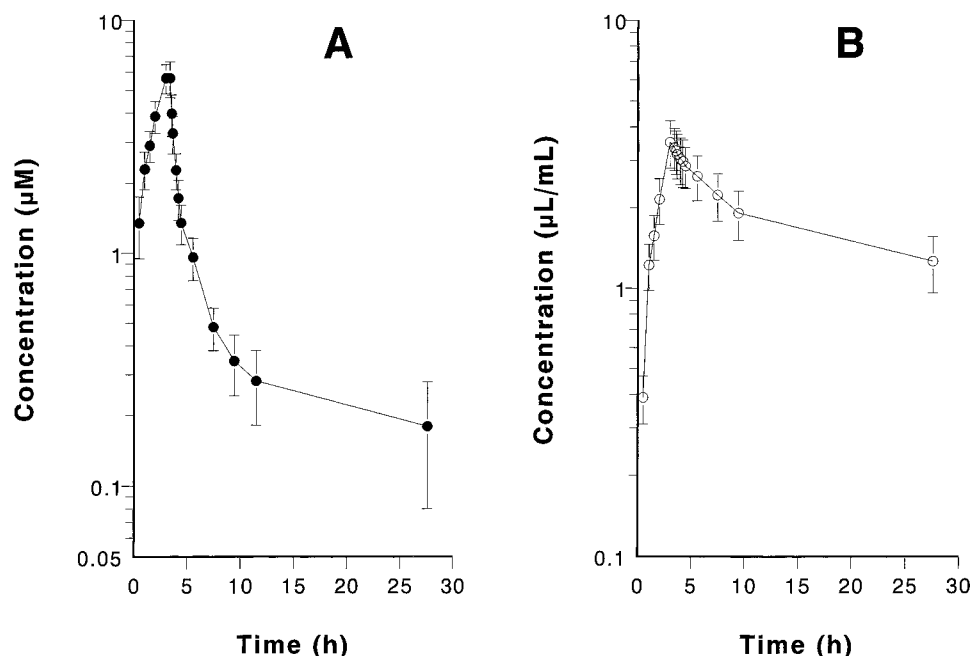 A
10
1
0.1
0.05
0 5 10 15 20 25 30
Concentration (µM)
Time (h)
B
10
1
0.1
0 5 10 15 20 25 30
Concentration (µL/mL)
Time (h)